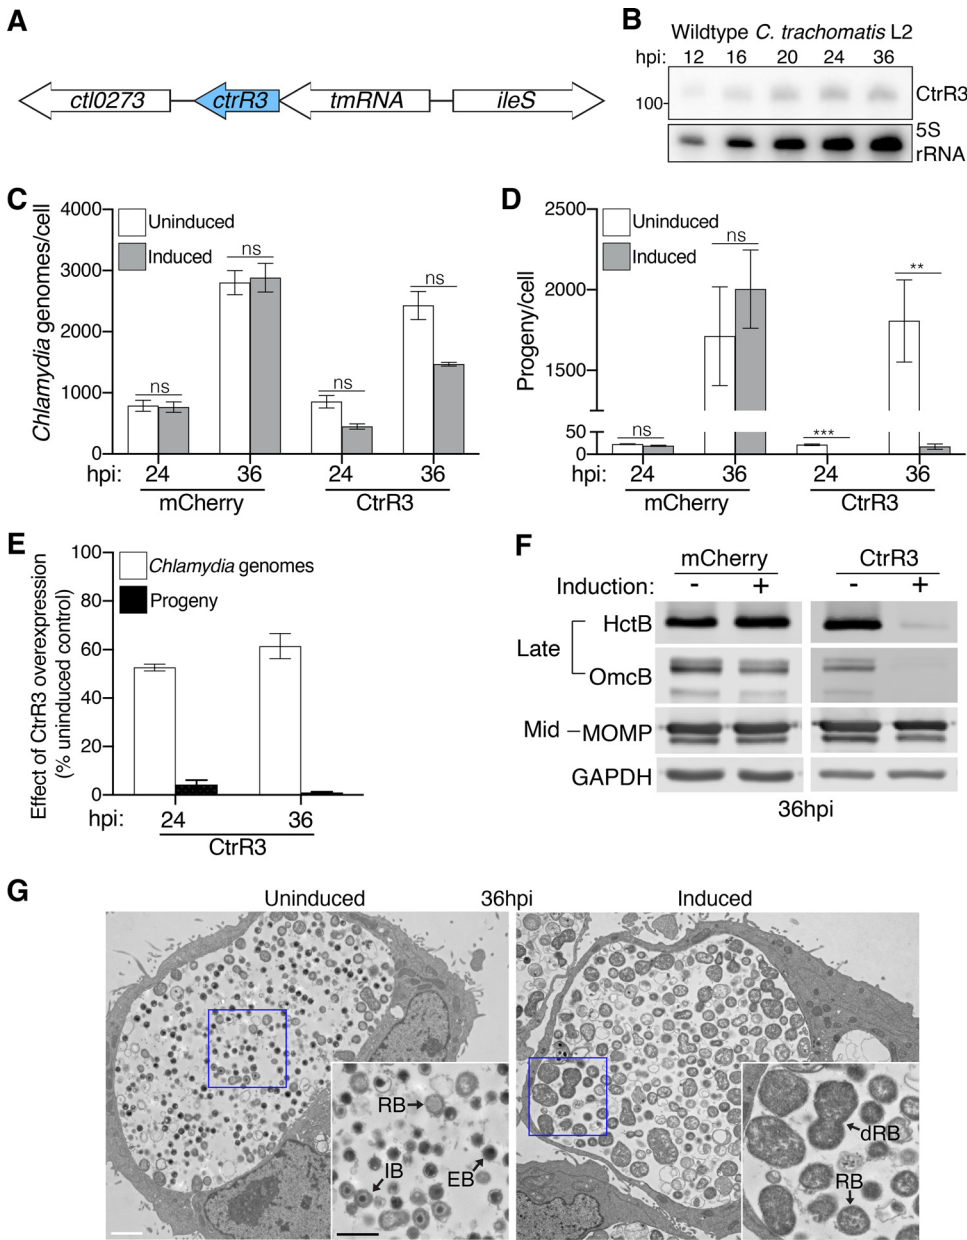 A
ctl0273
ctrR3
tmRNA
ileS
B
Wildtype C. trachomatis L2
hpi: 12 16 20 24 36
100
CtrR3
5S
rRNA
C
Chlamydia genomes/cell
4000
3000
2000
1000
0
Uninduced
Induced
ns
ns
ns
ns
hpi: 24 36 24 36
mCherry
CtrR3
D
Progeny/cell
2500
2000
1500
50
0
Uninduced
Induced
ns
ns
***
**
hpi: 24 36 24 36
mCherry
CtrR3
E
Effect of CtrR3 overexpression
(% uninduced control)
100
80
60
40
20
0
Chlamydia genomes
Progeny
hpi: 24 36
CtrR3
F
mCherry
CtrR3
Induction: - + - +
Late
HctB
OmcB
Mid
MOMP
GAPDH
36hpi
G
Uninduced 36hpi Induced
RB
IB
EB
dRB
RB